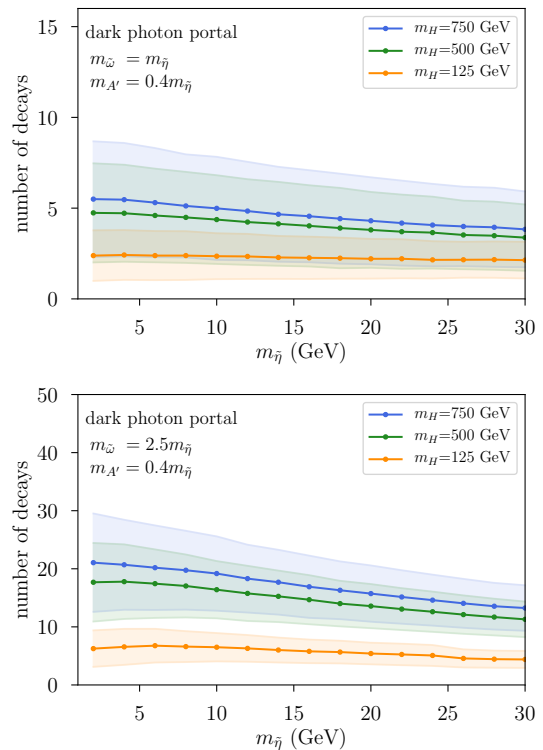 15
10
5
0
number of decays
dark photon portal
m_ω̃ = m_η̃
m_A′ = 0.4m_η̃
m_H=750 GeV
m_H=500 GeV
m_H=125 GeV
5 10 15 20 25 30
m_η̃ (GeV)
50
40
30
20
10
0
number of decays
dark photon portal
m_ω̃ = 2.5m_η̃
m_A′ = 0.4m_η̃
m_H=750 GeV
m_H=500 GeV
m_H=125 GeV
5 10 15 20 25 30
m_η̃ (GeV)